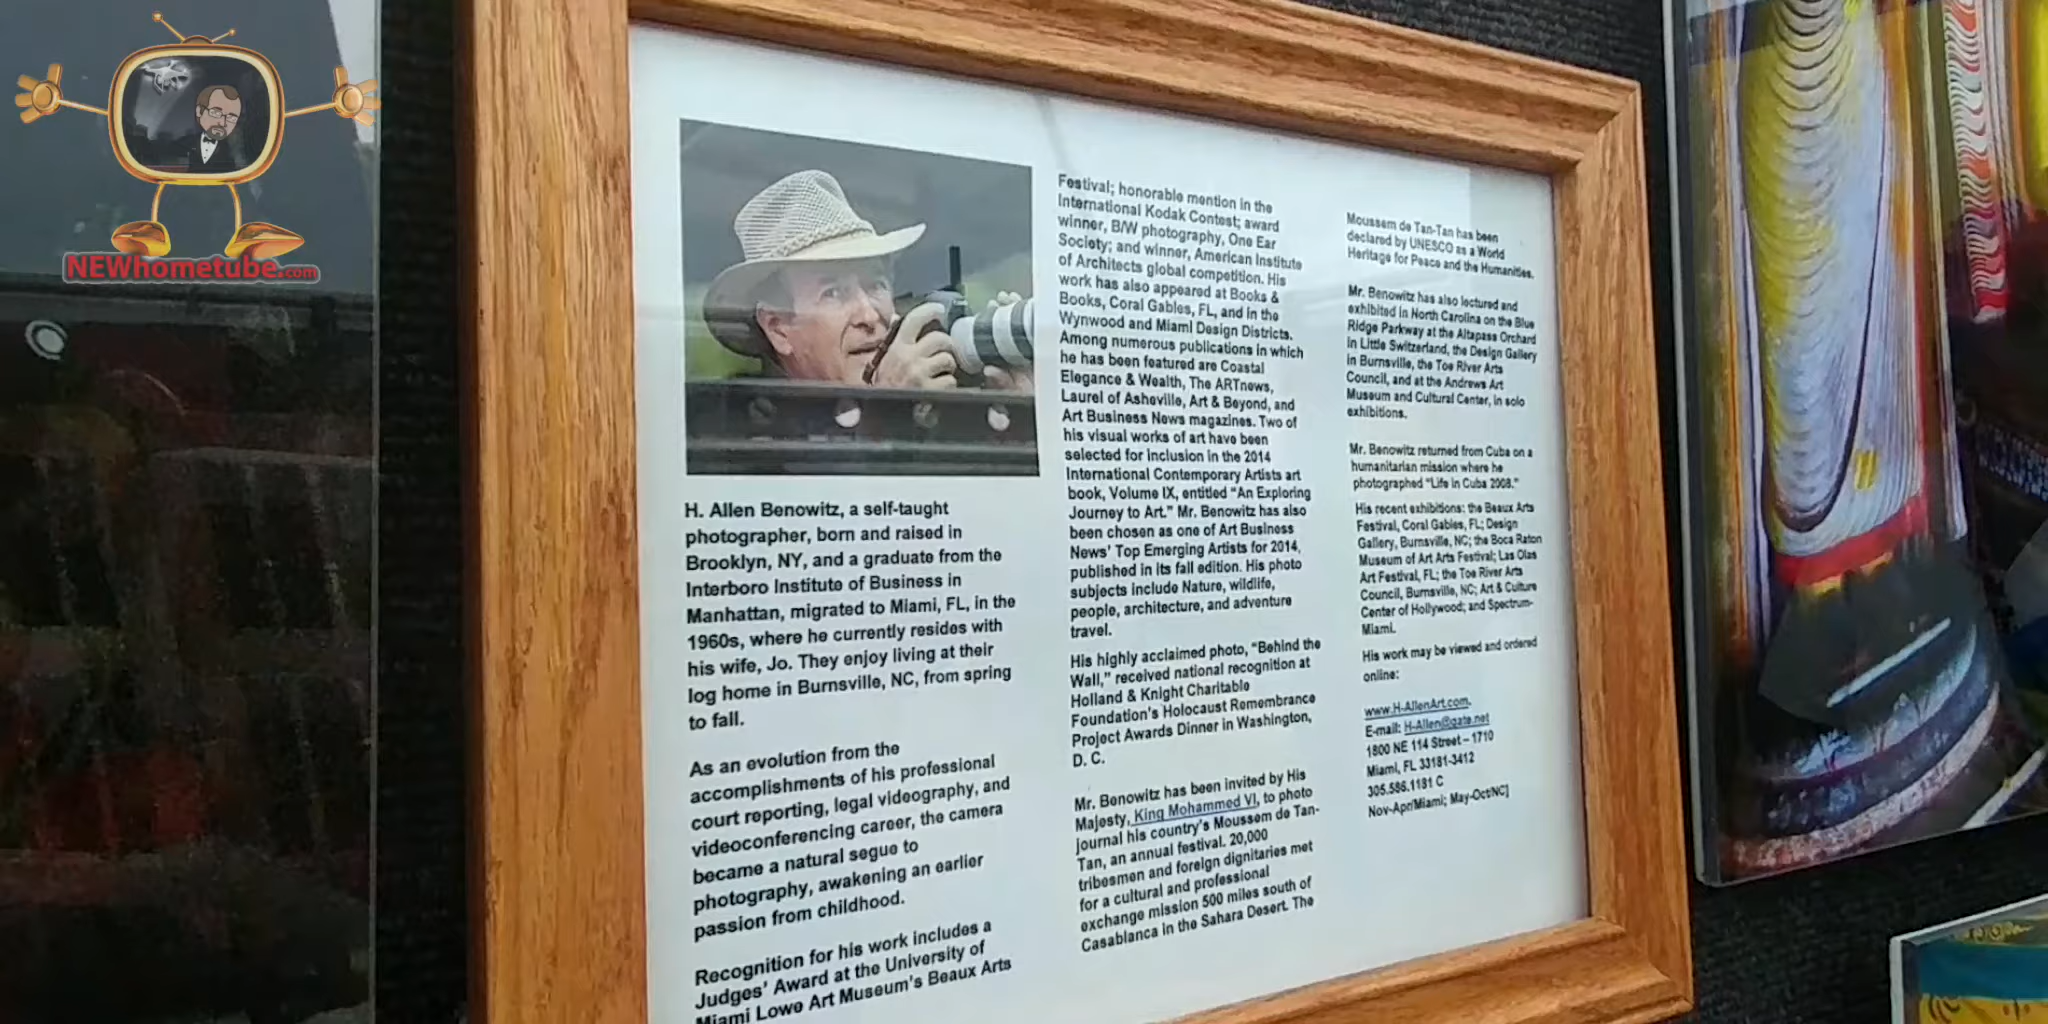 NEWhometube.com
H. Allen Benowitz, a self-taught
photographer, born and raised in
Brooklyn, NY, and a graduate from the
Interboro Institute of Business in
Manhattan, migrated to Miami, FL, in the
1960s, where he currently resides with
his wife, Jo. They enjoy living at their
log home in Burnsville, NC, from spring
to fall.
As an evolution from the
accomplishments of his professional
court reporting, legal videography, and
videoconferencing career, the camera
became a natural segue to
photography, awakening an earlier
passion from childhood.
Recognition for his work includes a
Judges' Award at the University of
Miami Lowe Art Museum's Beaux Arts
Festival; honorable mention in the
International Kodak Contest; award
winner, B/W photography, One Ear
Society; and winner, American Institute
of Architects global competition. His
work has also appeared at Books &
Books, Coral Gables, FL, and in the
Wynwood and Miami Design Districts.
Among numerous publications in which
he has been featured are Coastal
Elegance & Wealth, The ARTnews,
Laurel of Asheville, Art & Beyond, and
Art Business News magazines. Two of
his visual works of art have been
selected for inclusion in the 2014
International Contemporary Artists art
book, Volume IX, entitled "An Exploring
Journey to Art." Mr. Benowitz has also
been chosen as one of Art Business
News' Top Emerging Artists for 2014,
published in its fall edition. His photo
subjects include Nature, wildlife,
people, architecture, and adventure
travel.
His highly acclaimed photo, "Behind the
Wall," received national recognition at
Holland & Knight Charitable
Foundation's Holocaust Remembrance
Project Awards Dinner in Washington,
D. C.
Mr. Benowitz has been invited by His
Majesty, King Mohammed VI, to photo
journal his country's Moussem de Tan-
Tan, an annual festival. 20,000
tribesmen and foreign dignitaries met
for a cultural and professional
exchange mission 500 miles south of
Casablanca in the Sahara Desert. The
Moussem de Tan-Tan has been
declared by UNESCO as a World
Heritage for Peace and the Humanities.
Mr. Benowitz has also lectured and
exhibited in North Carolina on the Blue
Ridge Parkway at the Altapass Orchard
in Little Switzerland, the Design Gallery
in Burnsville, the Toe River Arts
Council, and at the Andrews Art
Museum and Cultural Center, in solo
exhibitions.
Mr. Benowitz returned from Cuba on a
humanitarian mission where he
photographed "Life in Cuba 2008."
His recent exhibitions: the Beaux Arts
Festival, Coral Gables, FL; Design
Gallery, Burnsville, NC; the Boca Raton
Museum of Art Arts Festival; Las Olas
Art Festival, FL; the Toe River Arts
Council, Burnsville, NC; Art & Culture
Center of Hollywood; and Spectrum-
Miami.
His work may be viewed and ordered
online:
www.H-AllenArt.com.
E-mail: H-Allen@gate.net
1800 NE 114 Street – 1710
Miami, FL 33181-3412
305.586.1181 C
Nov-Apr/Miami; May-Oct/NC]